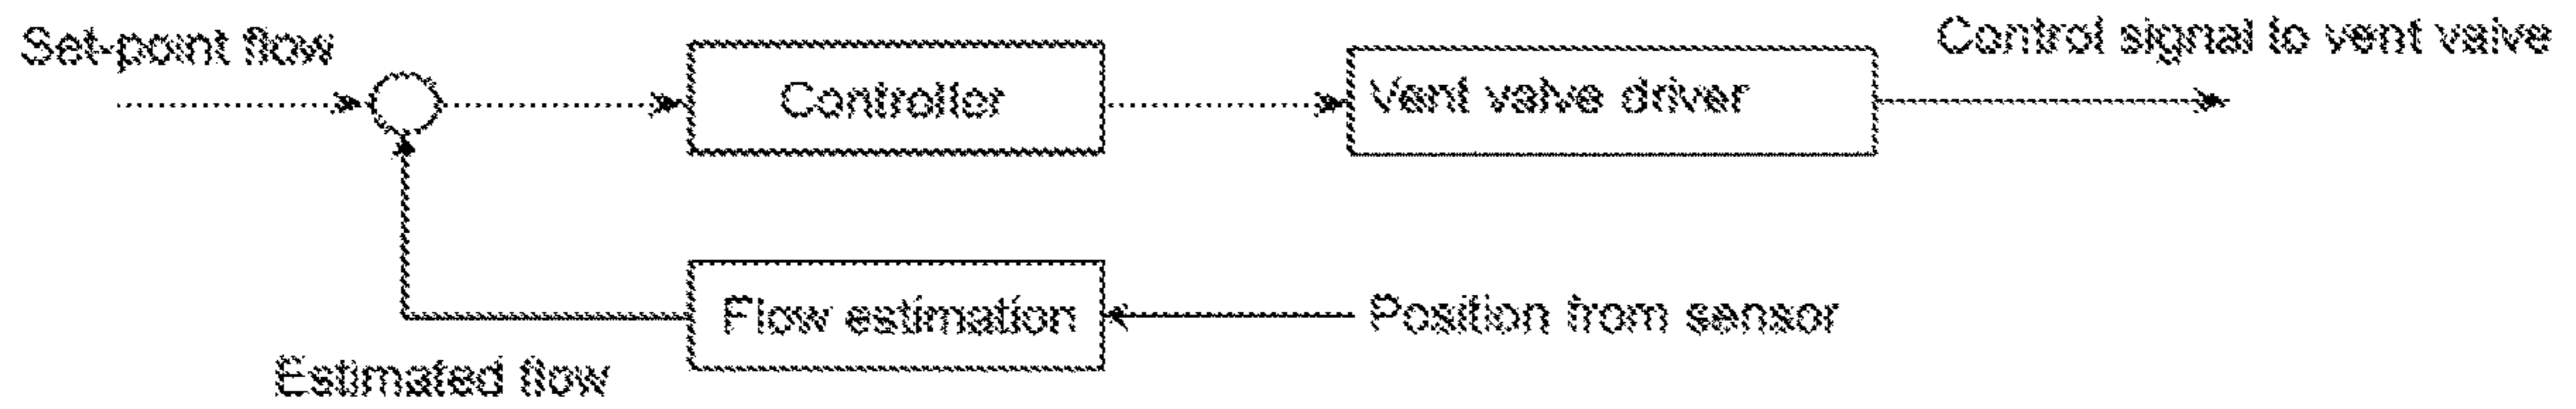 Set-point flow
Control signal to vent valve
Controller
Vent valve driver
Flow estimation
Position from sensor
Estimated flow